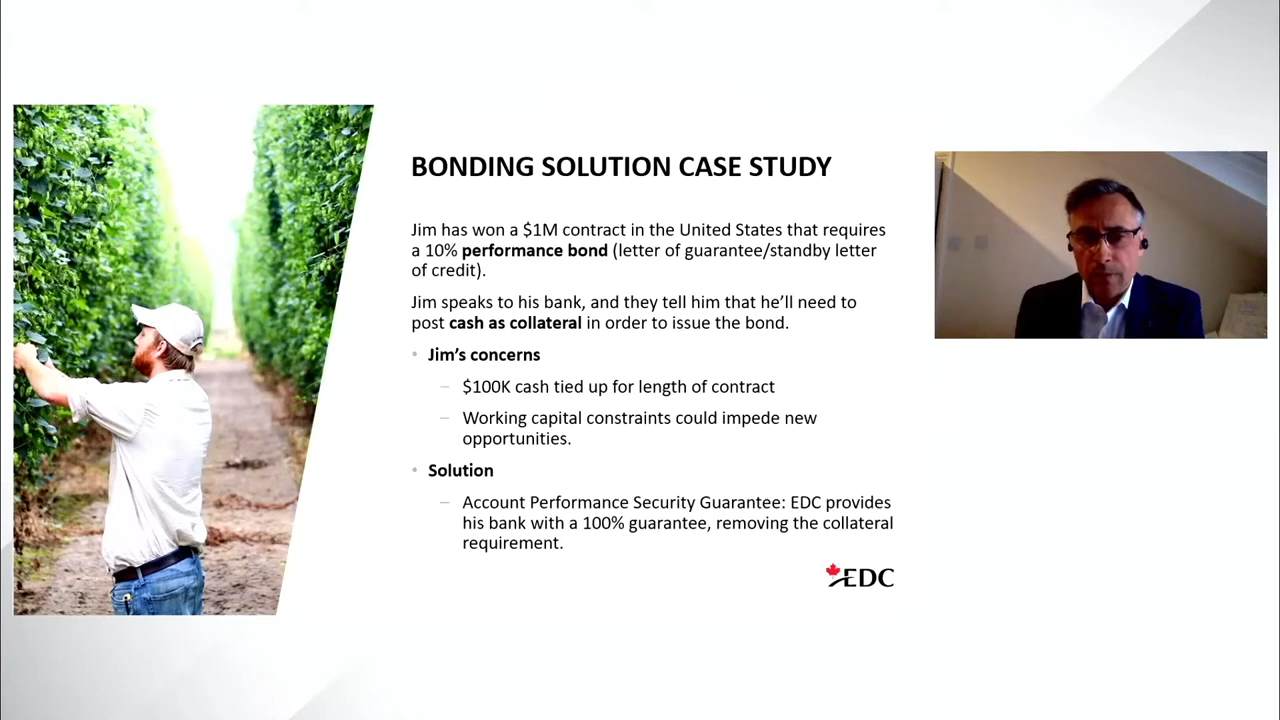 BONDING SOLUTION CASE STUDY
Jim has won a $1M contract in the United States that requires
a 10% performance bond (letter of guarantee/standby letter
of credit).
Jim speaks to his bank, and they tell him that he’ll need to
post cash as collateral in order to issue the bond.
• Jim’s concerns
– $100K cash tied up for length of contract
– Working capital constraints could impede new
opportunities.
• Solution
– Account Performance Security Guarantee: EDC provides
his bank with a 100% guarantee, removing the collateral
requirement.
EDC